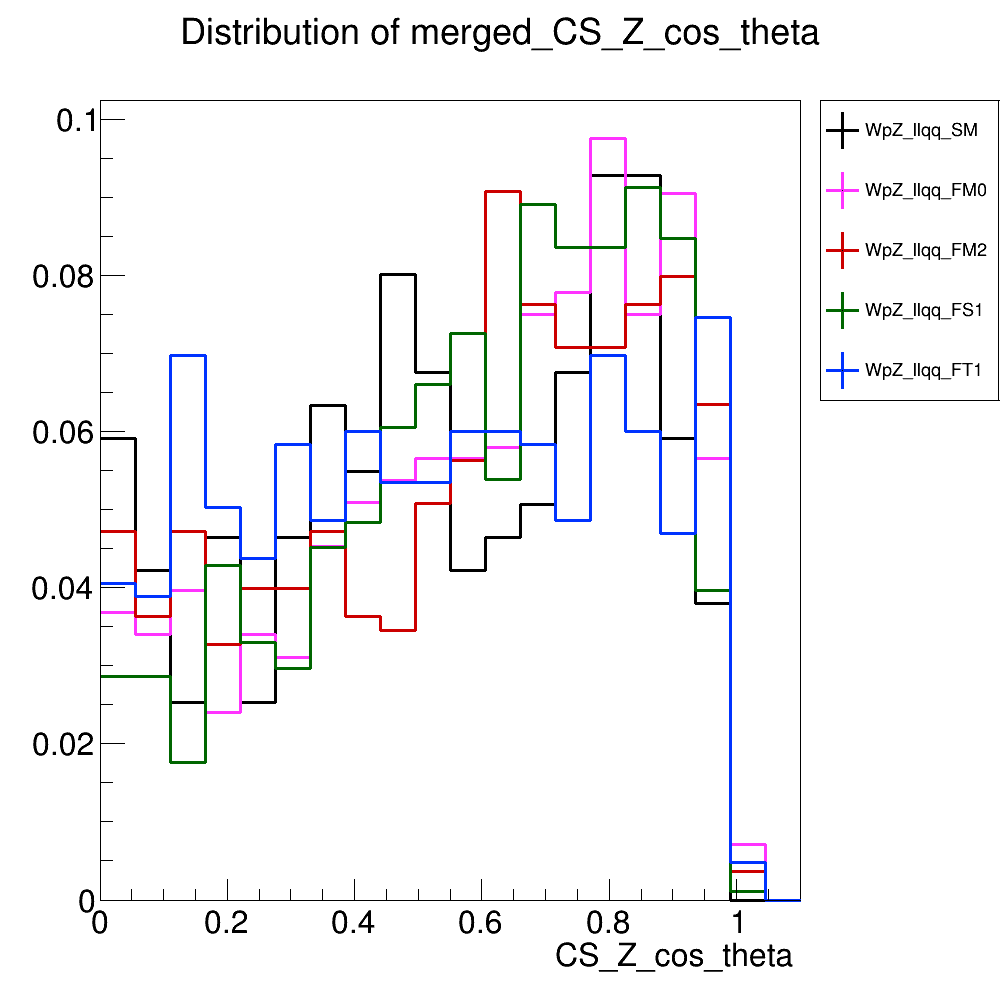 Distribution of merged_CS_Z_cos_theta
0.1
0.08
0.06
0.04
0.02
0
0 0.2 0.4 0.6 0.8 1
CS_Z_cos_theta
WpZ_llqq_SM
WpZ_llqq_FM0
WpZ_llqq_FM2
WpZ_llqq_FS1
WpZ_llqq_FT1